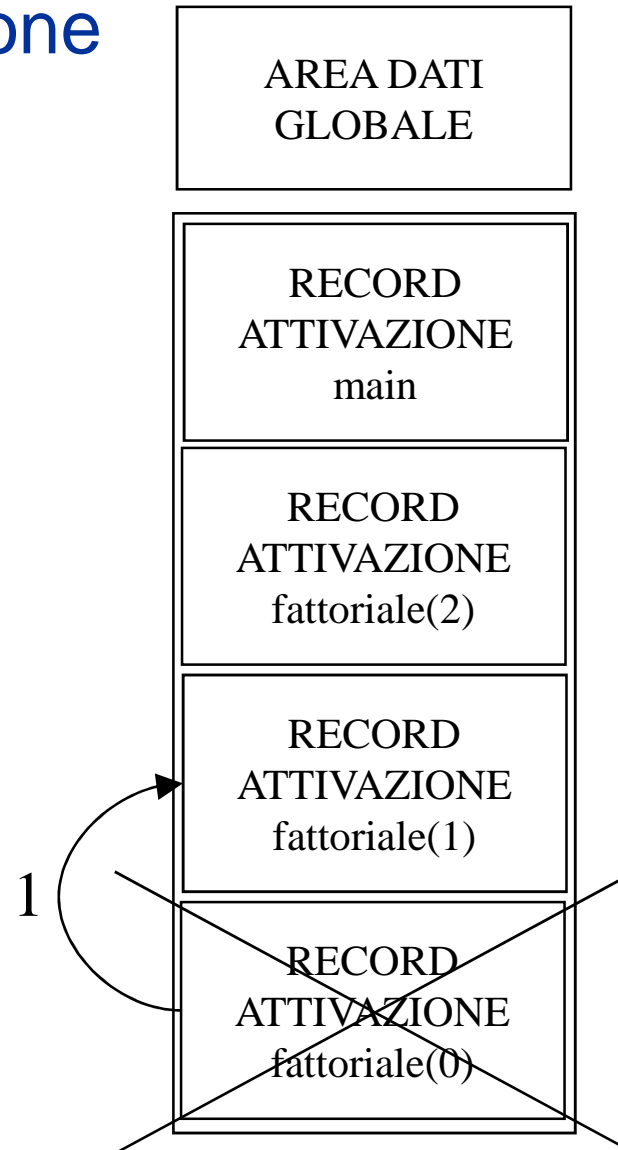 one
AREA DATI
GLOBALE
RECORD
ATTIVAZIONE
main
RECORD
ATTIVAZIONE
fattoriale(2)
RECORD
ATTIVAZIONE
fattoriale(1)
1
RECORD
ATTIVAZIONE
fattoriale(0)